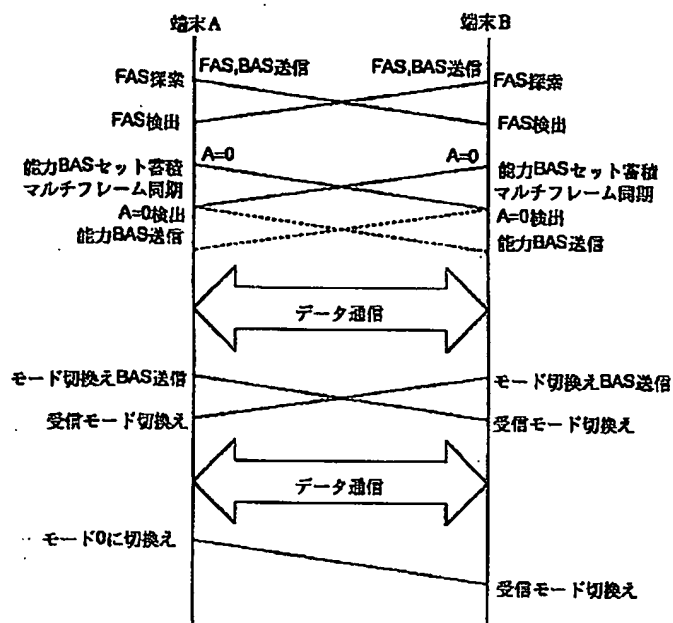 端末A
端末B
FAS,BAS送信
FAS,BAS送信
FAS探索
FAS探索
FAS検出
FAS検出
A=0
A=0
能力BASセット蓄積
能力BASセット蓄積
マルチフレーム同期
マルチフレーム同期
A=0検出
A=0検出
能力BAS送信
能力BAS送信
データ通信
モード切換えBAS送信
モード切換えBAS送信
受信モード切換え
受信モード切換え
データ通信
モード0に切換え
受信モード切換え